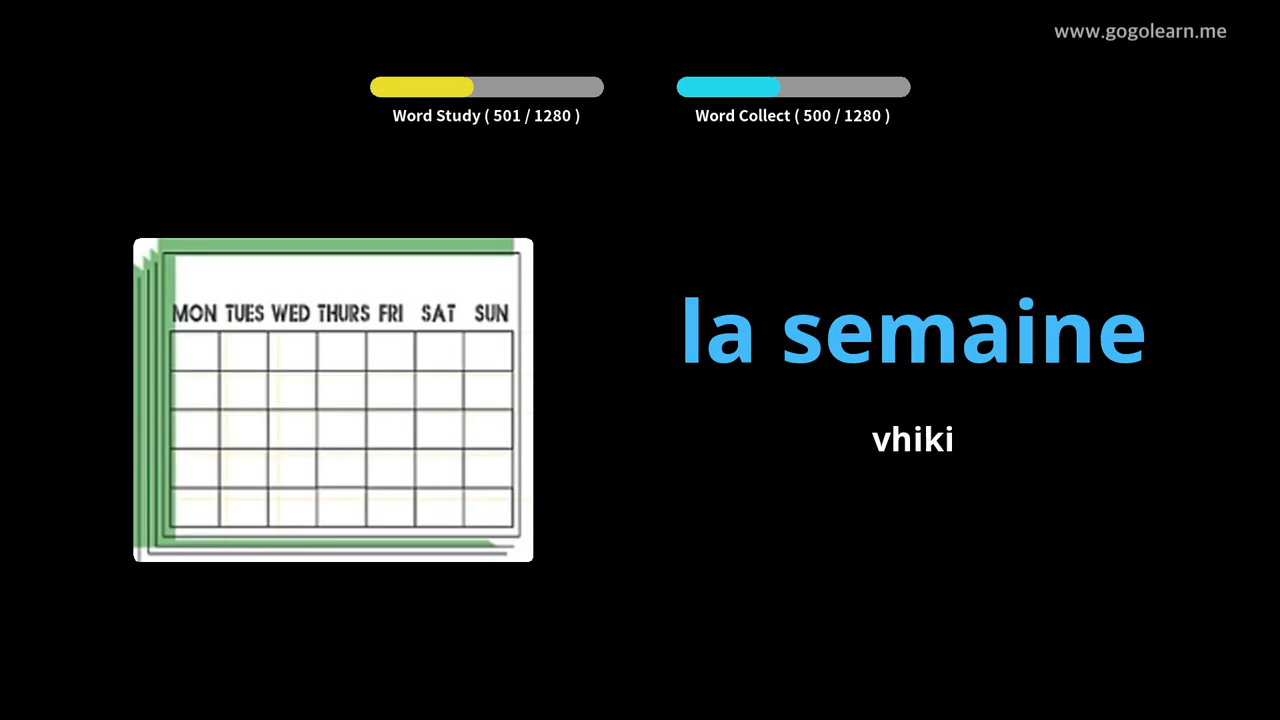 www.gogolearn.me
Word Study ( 501 / 1280 )
Word Collect ( 500 / 1280 )
MON TUES WED THURS FRI SAT SUN
la semaine
vhiki